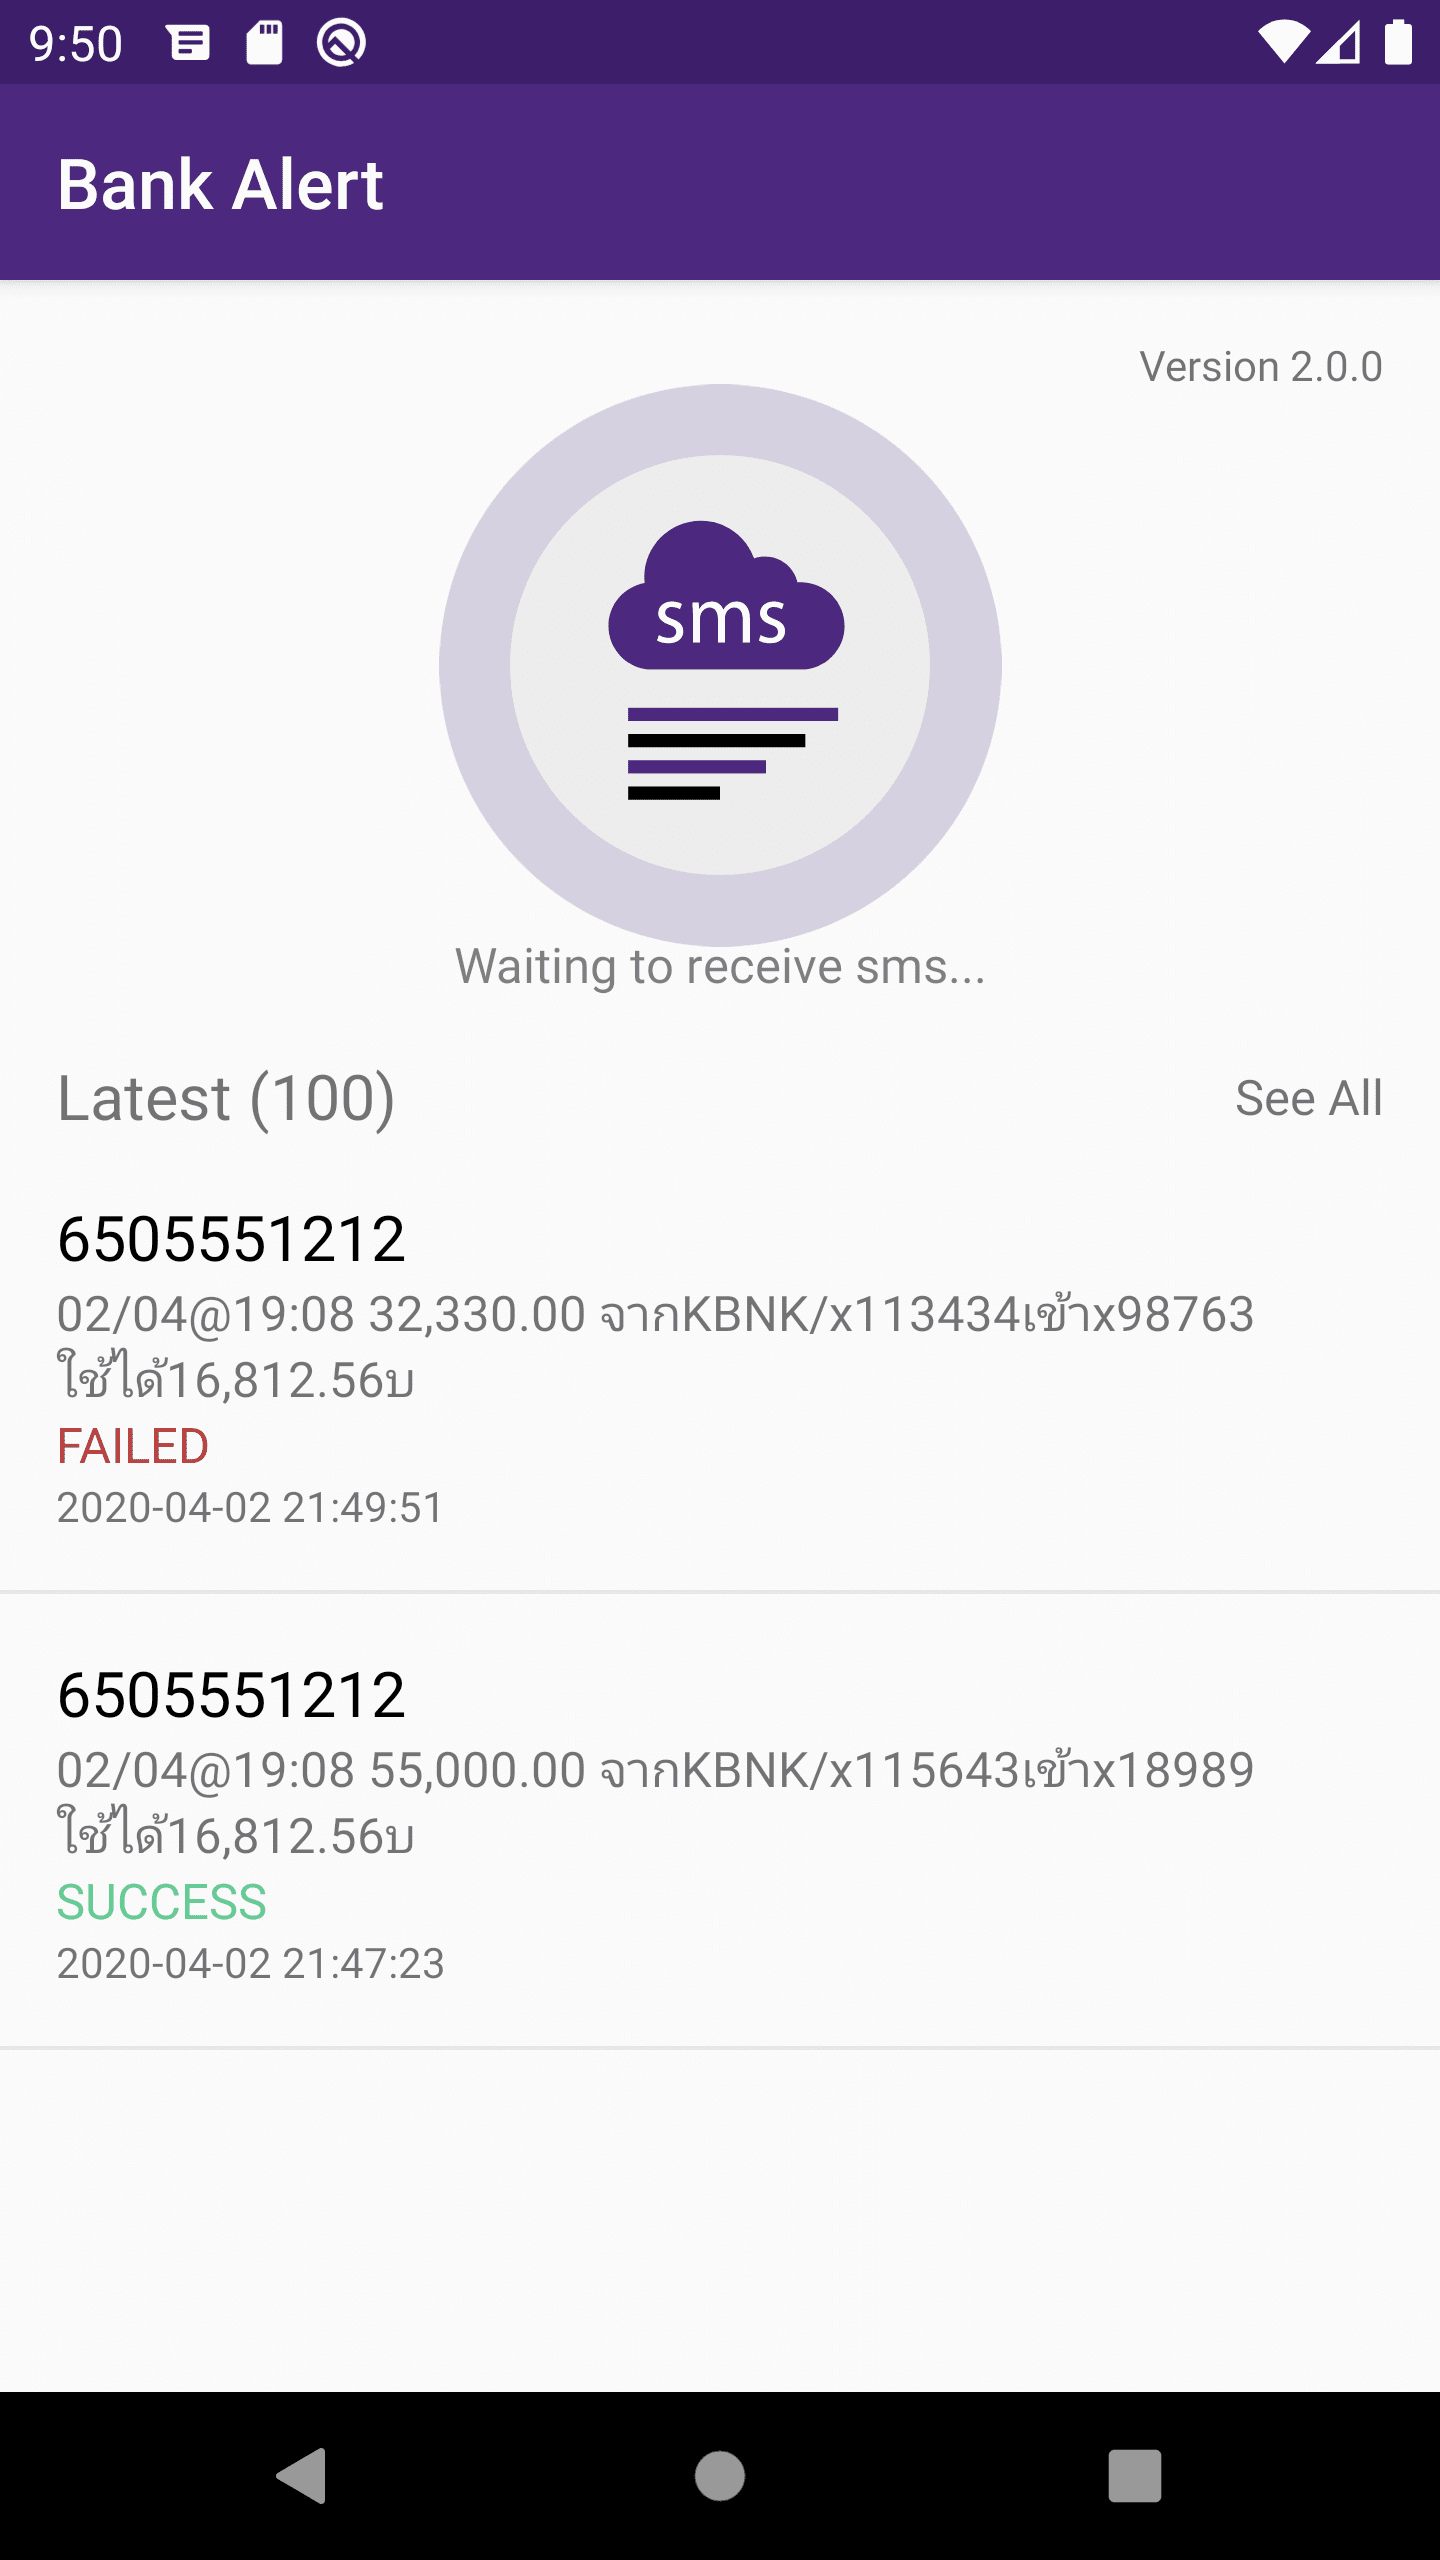 9:50
Bank Alert
Version 2.0.0
sms
Waiting to receive sms...
Latest (100)
See All
6505551212
02/04@19:08 32,330.00 จากKBNK/x113434เข้าx98763
ใช้ได้16,812.56บ
FAILED
2020-04-02 21:49:51
6505551212
02/04@19:08 55,000.00 จากKBNK/x115643เข้าx18989
ใช้ได้16,812.56บ
SUCCESS
2020-04-02 21:47:23